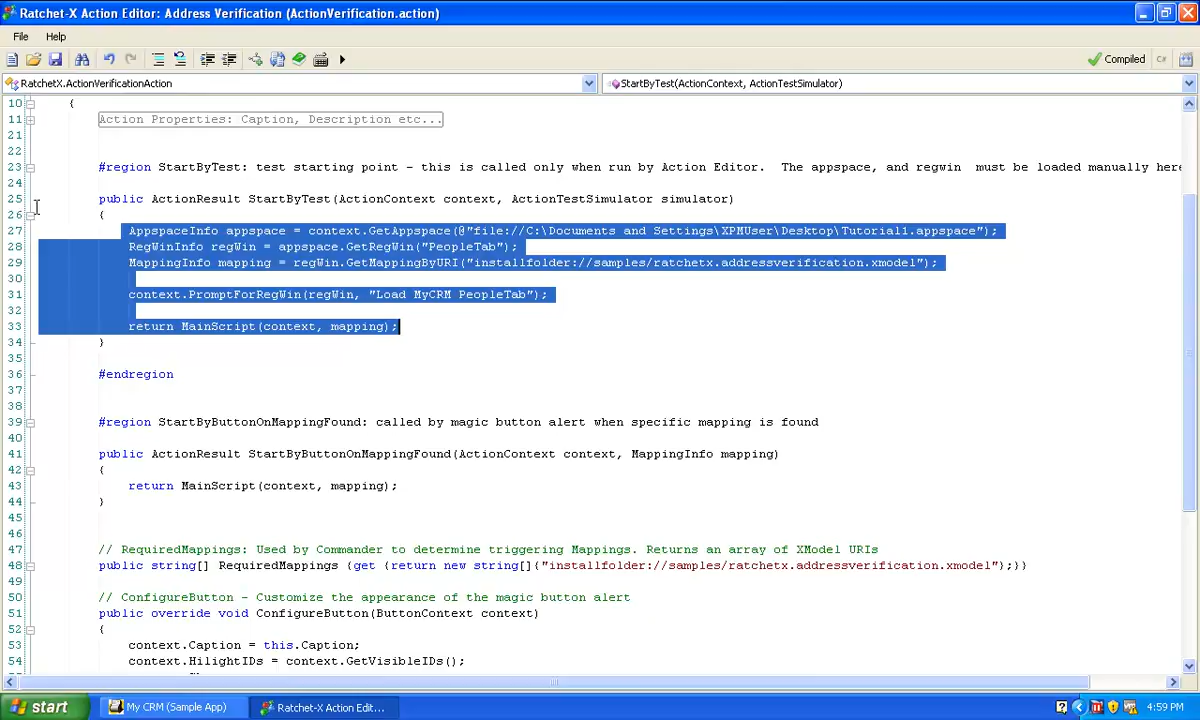 Ratchet-X Action Editor: Address Verification (ActionVerification.action)
File Help
Compiled C#
RatchetX.ActionVerificationAction StartByTest(ActionContext, ActionTestSimulator)
10 {
11 Action Properties: Caption, Description etc...
21
22
23 #region StartByTest: test starting point - this is called only when run by Action Editor.  The appspace, and regwin  must be loaded manually here
24
25 public ActionResult StartByTest(ActionContext context, ActionTestSimulator simulator)
26 {
27 AppspaceInfo appspace = context.GetAppspace(@"file://C:\Documents and Settings\XPMUser\Desktop\Tutorial1.appspace");
28 RegWinInfo regWin = appspace.GetRegWin("PeopleTab");
29 MappingInfo mapping = regWin.GetMappingByURI("installfolder://samples/ratchetx.addressverification.xmodel");
30
31 context.PromptForRegWin(regWin, "Load MyCRM PeopleTab");
32
33 return MainScript(context, mapping);
34 }
35
36 #endregion
37
38
39 #region StartByButtonOnMappingFound: called by magic button alert when specific mapping is found
40
41 public ActionResult StartByButtonOnMappingFound(ActionContext context, MappingInfo mapping)
42 {
43 return MainScript(context, mapping);
44 }
45
46
47 // RequiredMappings: Used by Commander to determine triggering Mappings. Returns an array of XModel URIs
48 public string[] RequiredMappings {get {return new string[]{"installfolder://samples/ratchetx.addressverification.xmodel"};}}
49
50 // ConfigureButton - Customize the appearance of the magic button alert
51 public override void ConfigureButton(ButtonContext context)
52 {
53 context.Caption = this.Caption;
54 context.HilightIDs = context.GetVisibleIDs();
start My CRM (Sample App) Ratchet-X Action Edit... 4:59 PM